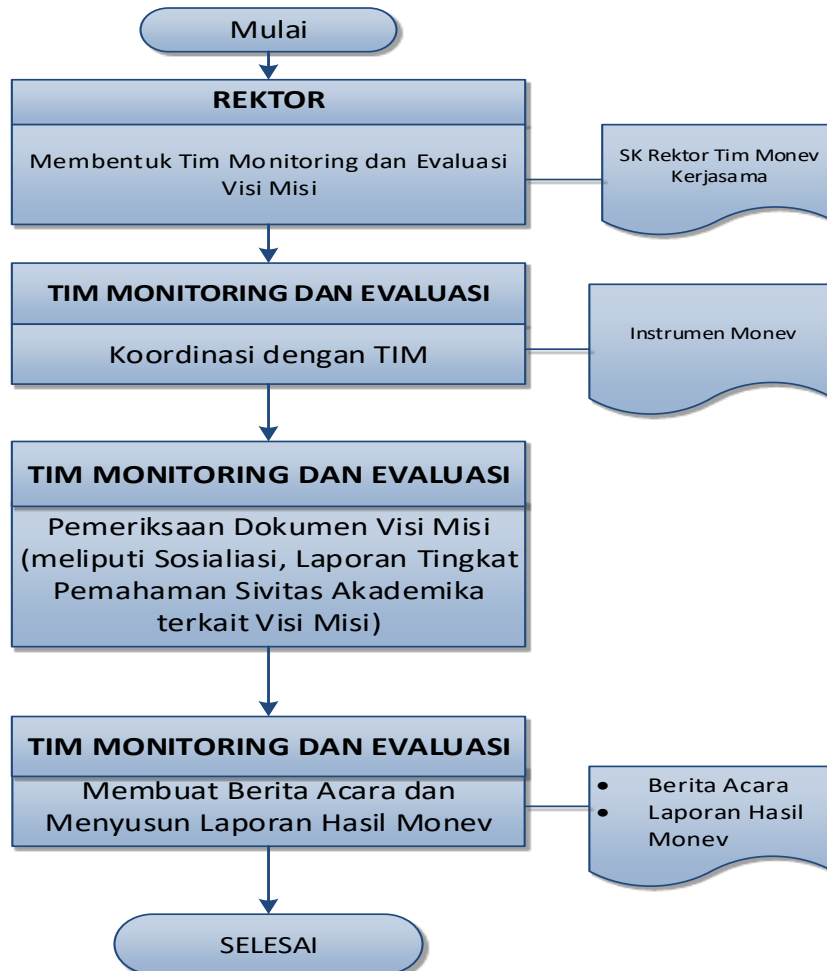 Mulai
REKTOR
Membentuk Tim Monitoring dan Evaluasi
Visi Misi
SK Rektor Tim Monev
Kerjasama
TIM MONITORING DAN EVALUASI
Koordinasi dengan TIM
Instrumen Monev
TIM MONITORING DAN EVALUASI
Pemeriksaan Dokumen Visi Misi
(meliputi Sosialiasi, Laporan Tingkat
Pemahaman Sivitas Akademika
terkait Visi Misi)
TIM MONITORING DAN EVALUASI
Membuat Berita Acara dan
Menyusun Laporan Hasil Monev
• Berita Acara
• Laporan Hasil
Monev
SELESAI